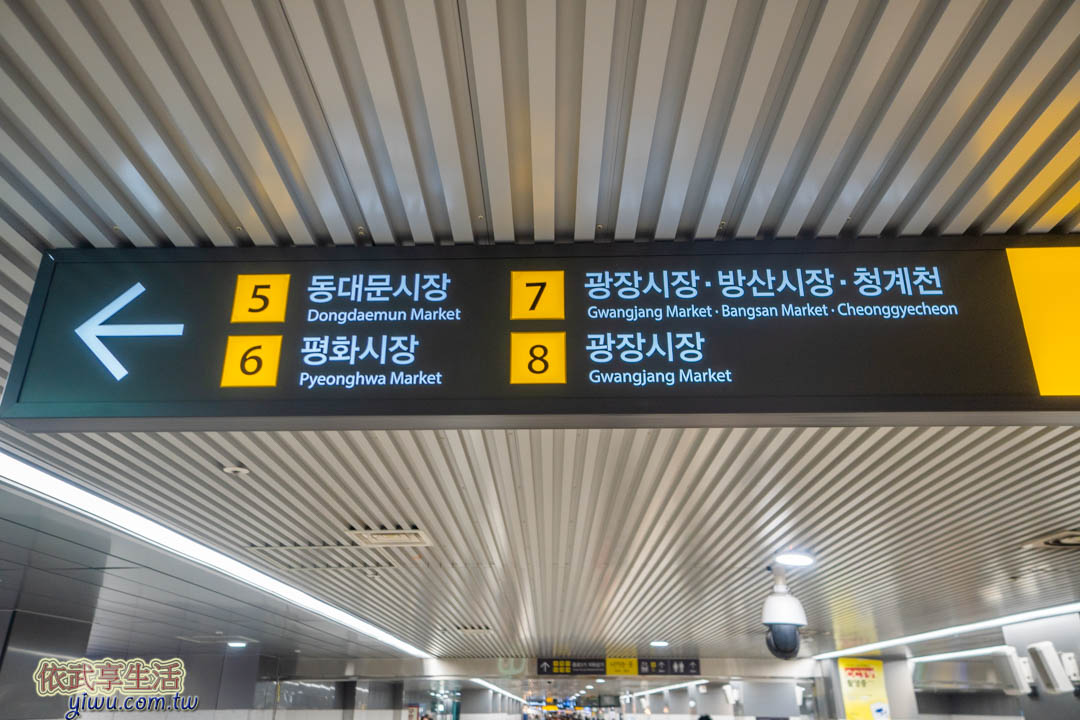 5 동대문시장
Dongdaemun Market
6 평화시장
Pyeonghwa Market
7 광장시장·방산시장·청계천
Gwangjang Market·Bangsan Market·Cheonggyecheon
8 광장시장
Gwangjang Market
依武享生活
yiwu.com.tw